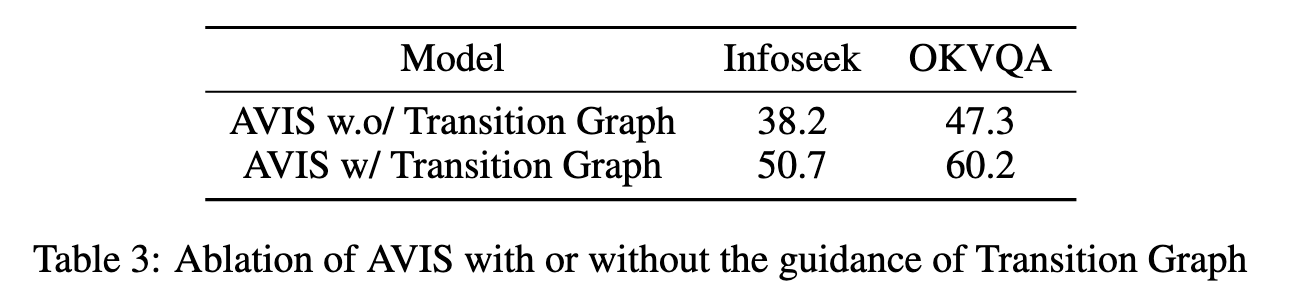 Model Infoseek OKVQA
AVIS w.o/ Transition Graph 38.2 47.3
AVIS w/ Transition Graph 50.7 60.2
Table 3: Ablation of AVIS with or without the guidance of Transition Graph